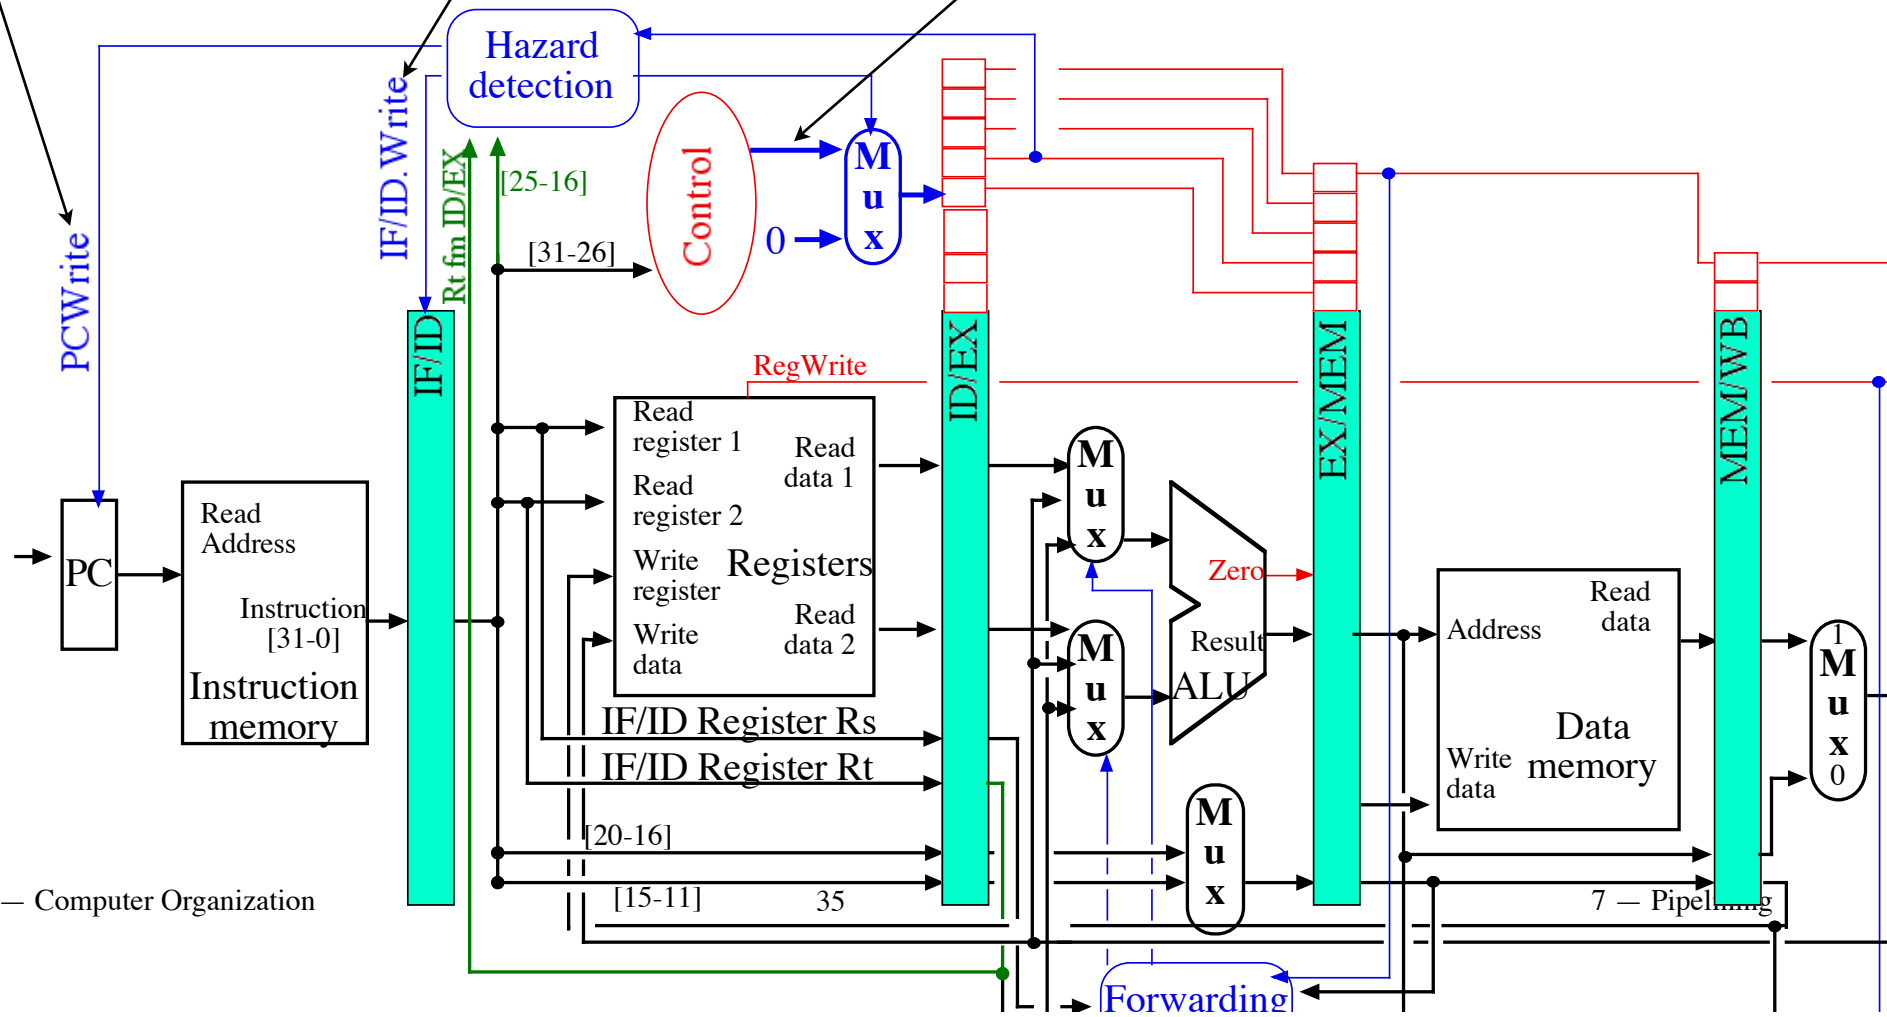 Hazard
detection
PCWrite
IF/ID.Write
Rt fm ID/EX
[25-16]
[31-26]
Control
0
M
u
x
IF/ID
ID/EX
EX/MEM
MEM/WB
RegWrite
Read
register 1
Read
data 1
Read
register 2
Write
register
Registers
Write
data
Read
data 2
PC
Read
Address
Instruction
[31-0]
Instruction
memory
M
u
x
M
u
x
Zero
Result
ALU
Address
Read
data
Write
data
Data
memory
1
M
u
x
0
IF/ID Register Rs
IF/ID Register Rt
[20-16]
[15-11]
M
u
x
— Computer Organization
35
7 — Pipelining
Forwarding